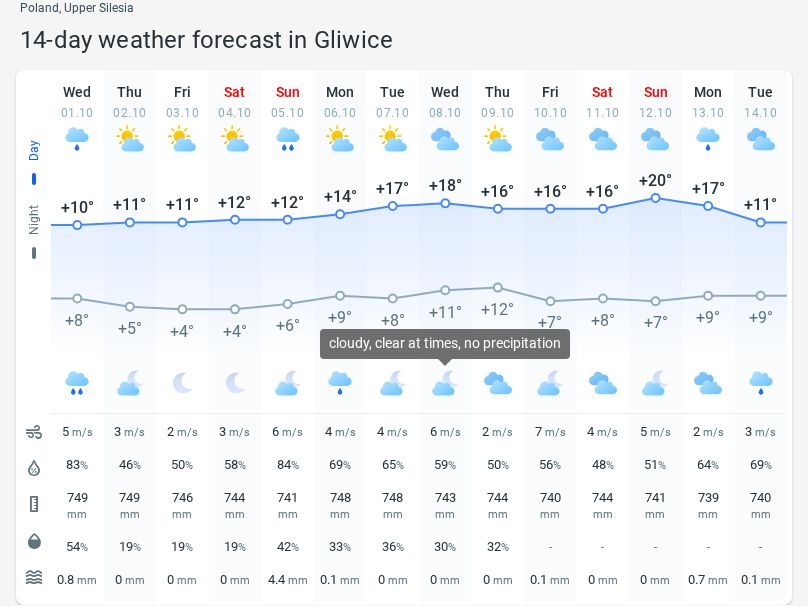 Poland, Upper Silesia
14-day weather forecast in Gliwice
Wed Thu Fri Sat Sun Mon Tue Wed Thu Fri Sat Sun Mon Tue
01.10 02.10 03.10 04.10 05.10 06.10 07.10 08.10 09.10 10.10 11.10 12.10 13.10 14.10
Day
+10° +11° +11° +12° +12° +14° +17° +18° +16° +16° +16° +20° +17° +11°
Night
+8° +5° +4° +4° +6° +9° +8° +11° +12° +7° +8° +7° +9° +9°
cloudy, clear at times, no precipitation
5 m/s 3 m/s 2 m/s 3 m/s 6 m/s 4 m/s 4 m/s 6 m/s 2 m/s 7 m/s 4 m/s 5 m/s 2 m/s 3 m/s
83% 46% 50% 58% 84% 69% 65% 59% 50% 56% 48% 51% 64% 69%
749 749 746 744 741 748 748 743 744 740 744 741 739 740
mm mm mm mm mm mm mm mm mm mm mm mm mm mm
54% 19% 19% 19% 42% 33% 36% 30% 32% - - - - -
0.8 mm 0 mm 0 mm 0 mm 4.4 mm 0.1 mm 0 mm 0 mm 0 mm 0.1 mm 0 mm 0 mm 0.7 mm 0.1 mm